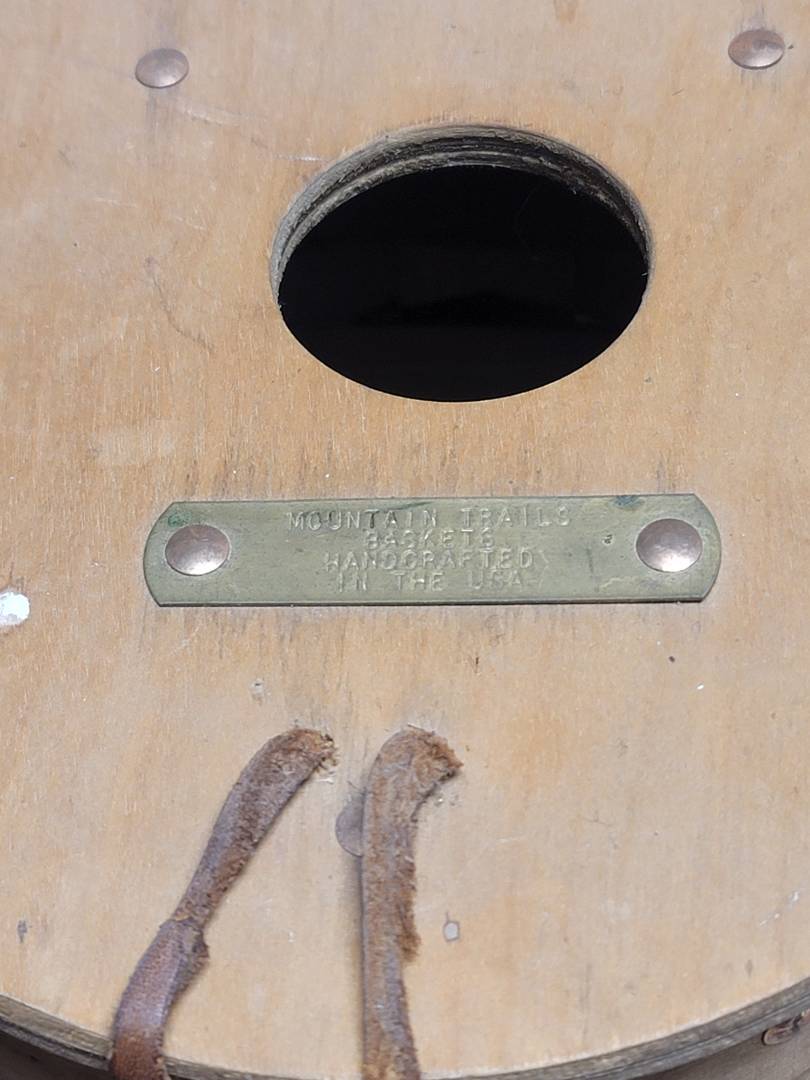 MOUNTAIN TRAILS
BASKETS
HANDCRAFTED
IN THE USA